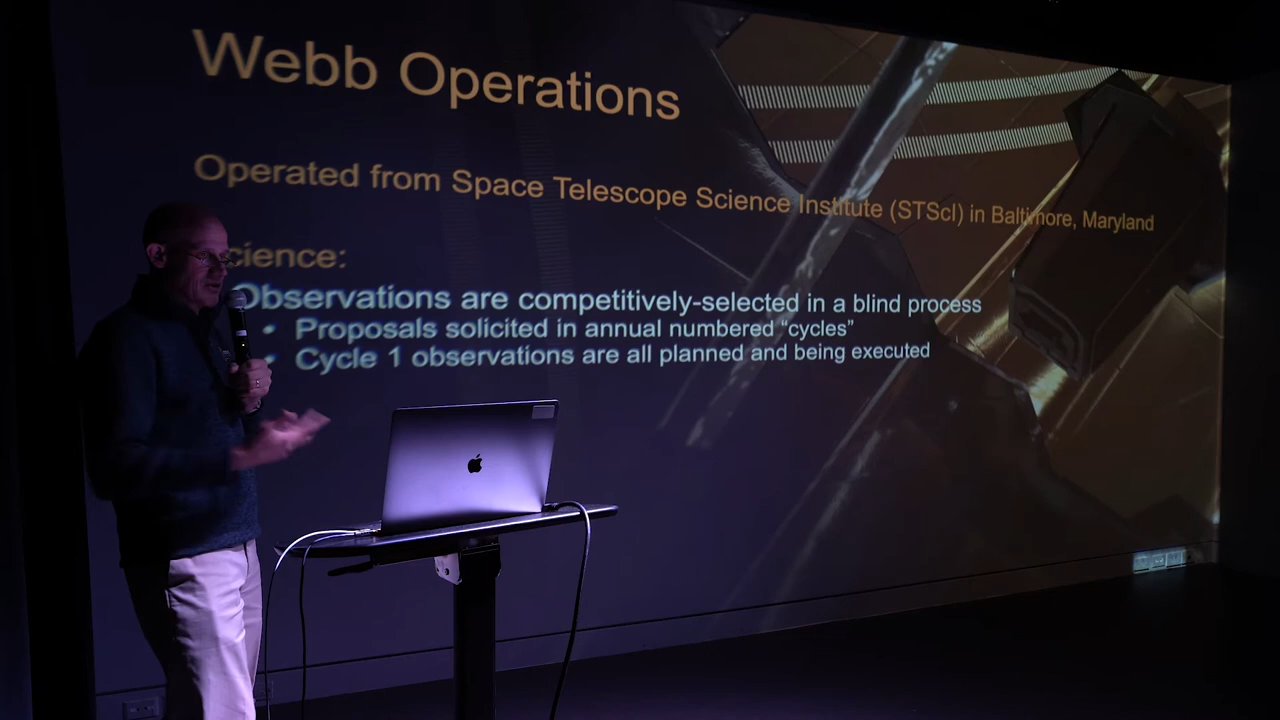 Webb Operations
Operated from Space Telescope Science Institute (STScI) in Baltimore, Maryland
cience:
Observations are competitively-selected in a blind process
• Proposals solicited in annual numbered “cycles”
• Cycle 1 observations are all planned and being executed